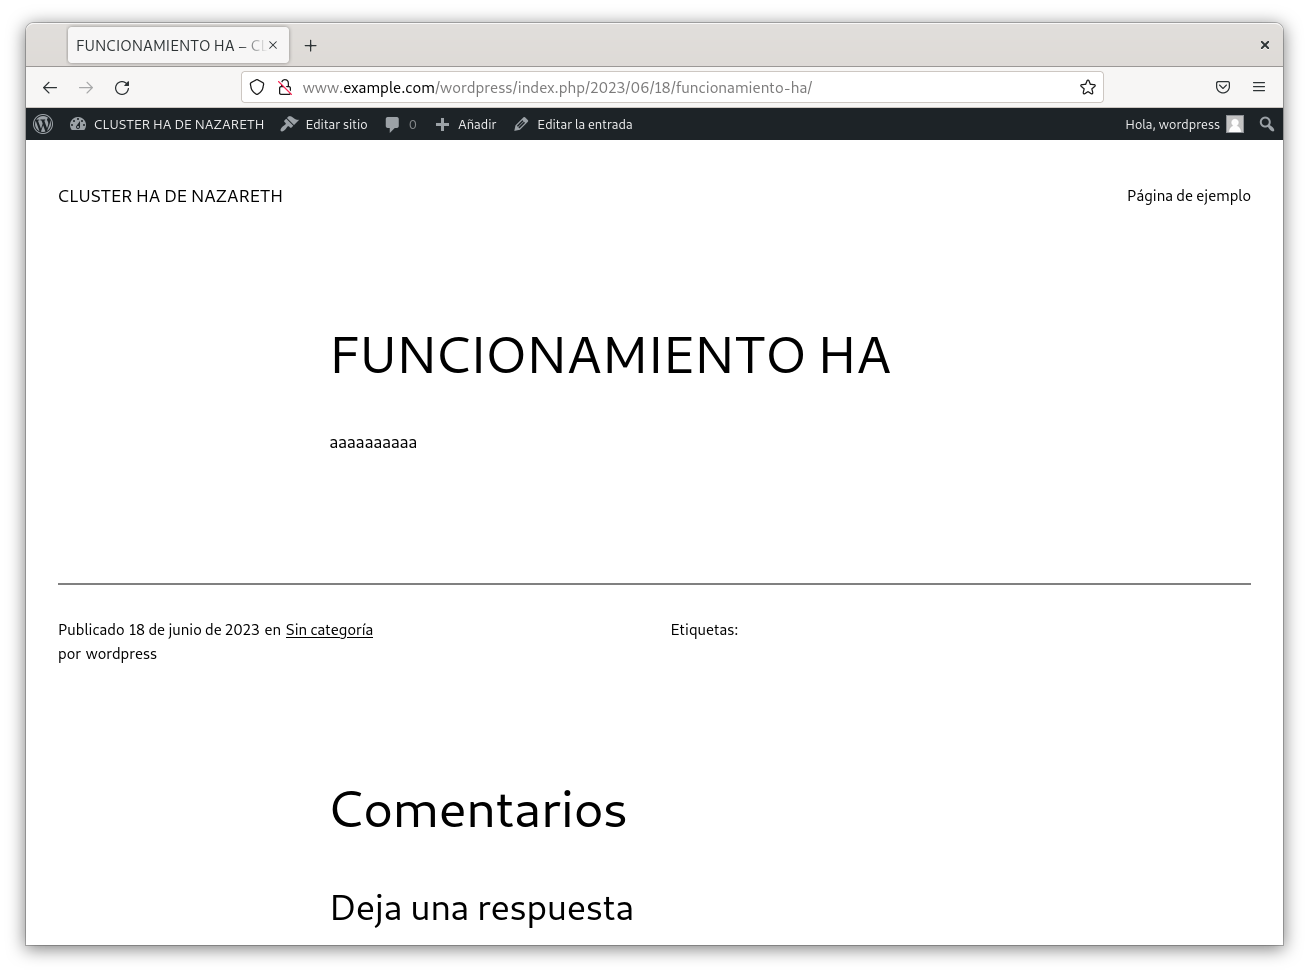 FUNCIONAMIENTO HA – CL
www.example.com/wordpress/index.php/2023/06/18/funcionamiento-ha/
CLUSTER HA DE NAZARETH Editar sitio 0 Añadir Editar la entrada Hola, wordpress
CLUSTER HA DE NAZARETH Página de ejemplo
FUNCIONAMIENTO HA
aaaaaaaaaa
Publicado 18 de junio de 2023 en Sin categoría Etiquetas:
por wordpress
Comentarios
Deja una respuesta